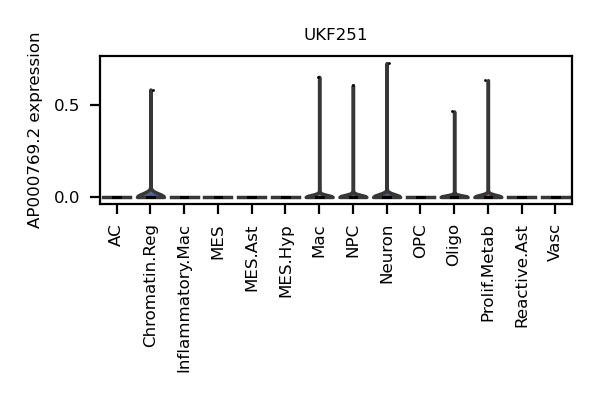 UKF251
AP000769.2 expression
0.5
0.0
AC
Chromatin.Reg
Inflammatory.Mac
MES
MES.Ast
MES.Hyp
Mac
NPC
Neuron
OPC
Oligo
Prolif.Metab
Reactive.Ast
Vasc